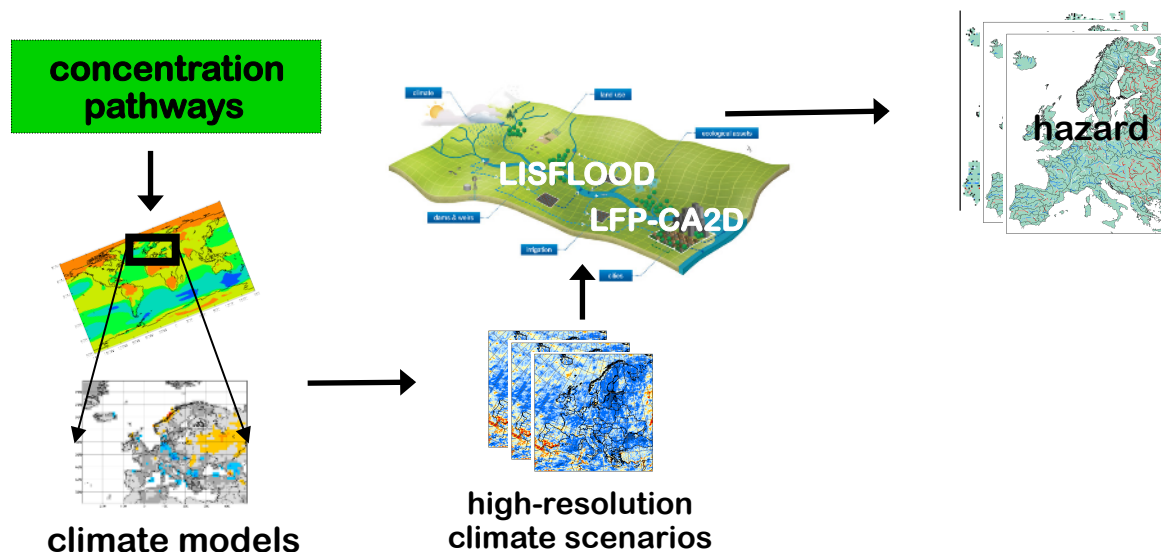 concentration
pathways
climate
land use
ecological assets
LISFLOOD
LFP-CA2D
dams & weirs
irrigation
cities
hazard
high-resolution
climate scenarios
climate models